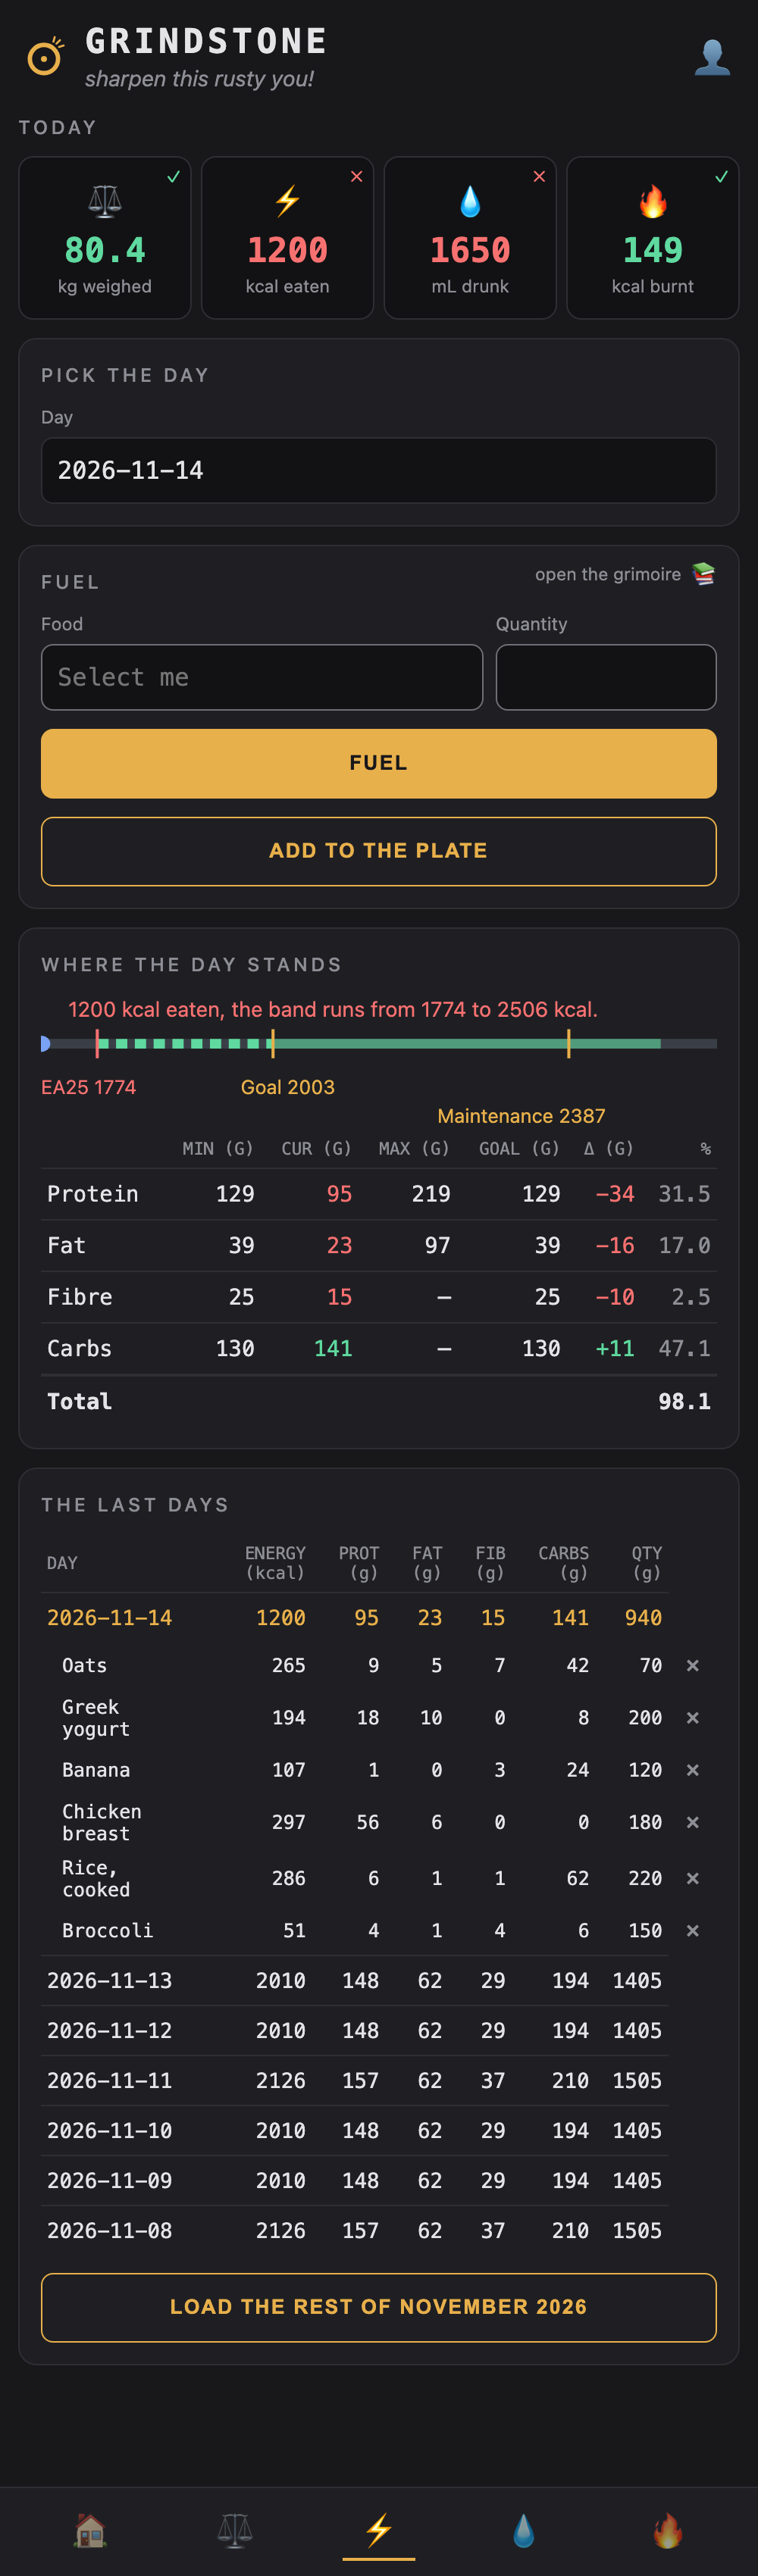 GRINDSTONE
sharpen this rusty you!
TODAY
80.4 1200 1650 149
kg weighed kcal eaten mL drunk kcal burnt
PICK THE DAY
Day
2026-11-14
FUEL open the grimoire
Food Quantity
Select me
FUEL
ADD TO THE PLATE
WHERE THE DAY STANDS
1200 kcal eaten, the band runs from 1774 to 2506 kcal.
EA25 1774 Goal 2003
Maintenance 2387
MIN (G) CUR (G) MAX (G) GOAL (G) Δ (G) %
Protein 129 95 219 129 −34 31.5
Fat 39 23 97 39 −16 17.0
Fibre 25 15 — 25 −10 2.5
Carbs 130 141 — 130 +11 47.1
Total 98.1
THE LAST DAYS
DAY ENERGY (kcal) PROT (g) FAT (g) FIB (g) CARBS (g) QTY (g)
2026-11-14 1200 95 23 15 141 940
Oats 265 9 5 7 42 70 ×
Greek yogurt 194 18 10 0 8 200 ×
Banana 107 1 0 3 24 120 ×
Chicken breast 297 56 6 0 0 180 ×
Rice, cooked 286 6 1 1 62 220 ×
Broccoli 51 4 1 4 6 150 ×
2026-11-13 2010 148 62 29 194 1405
2026-11-12 2010 148 62 29 194 1405
2026-11-11 2126 157 62 37 210 1505
2026-11-10 2010 148 62 29 194 1405
2026-11-09 2010 148 62 29 194 1405
2026-11-08 2126 157 62 37 210 1505
LOAD THE REST OF NOVEMBER 2026